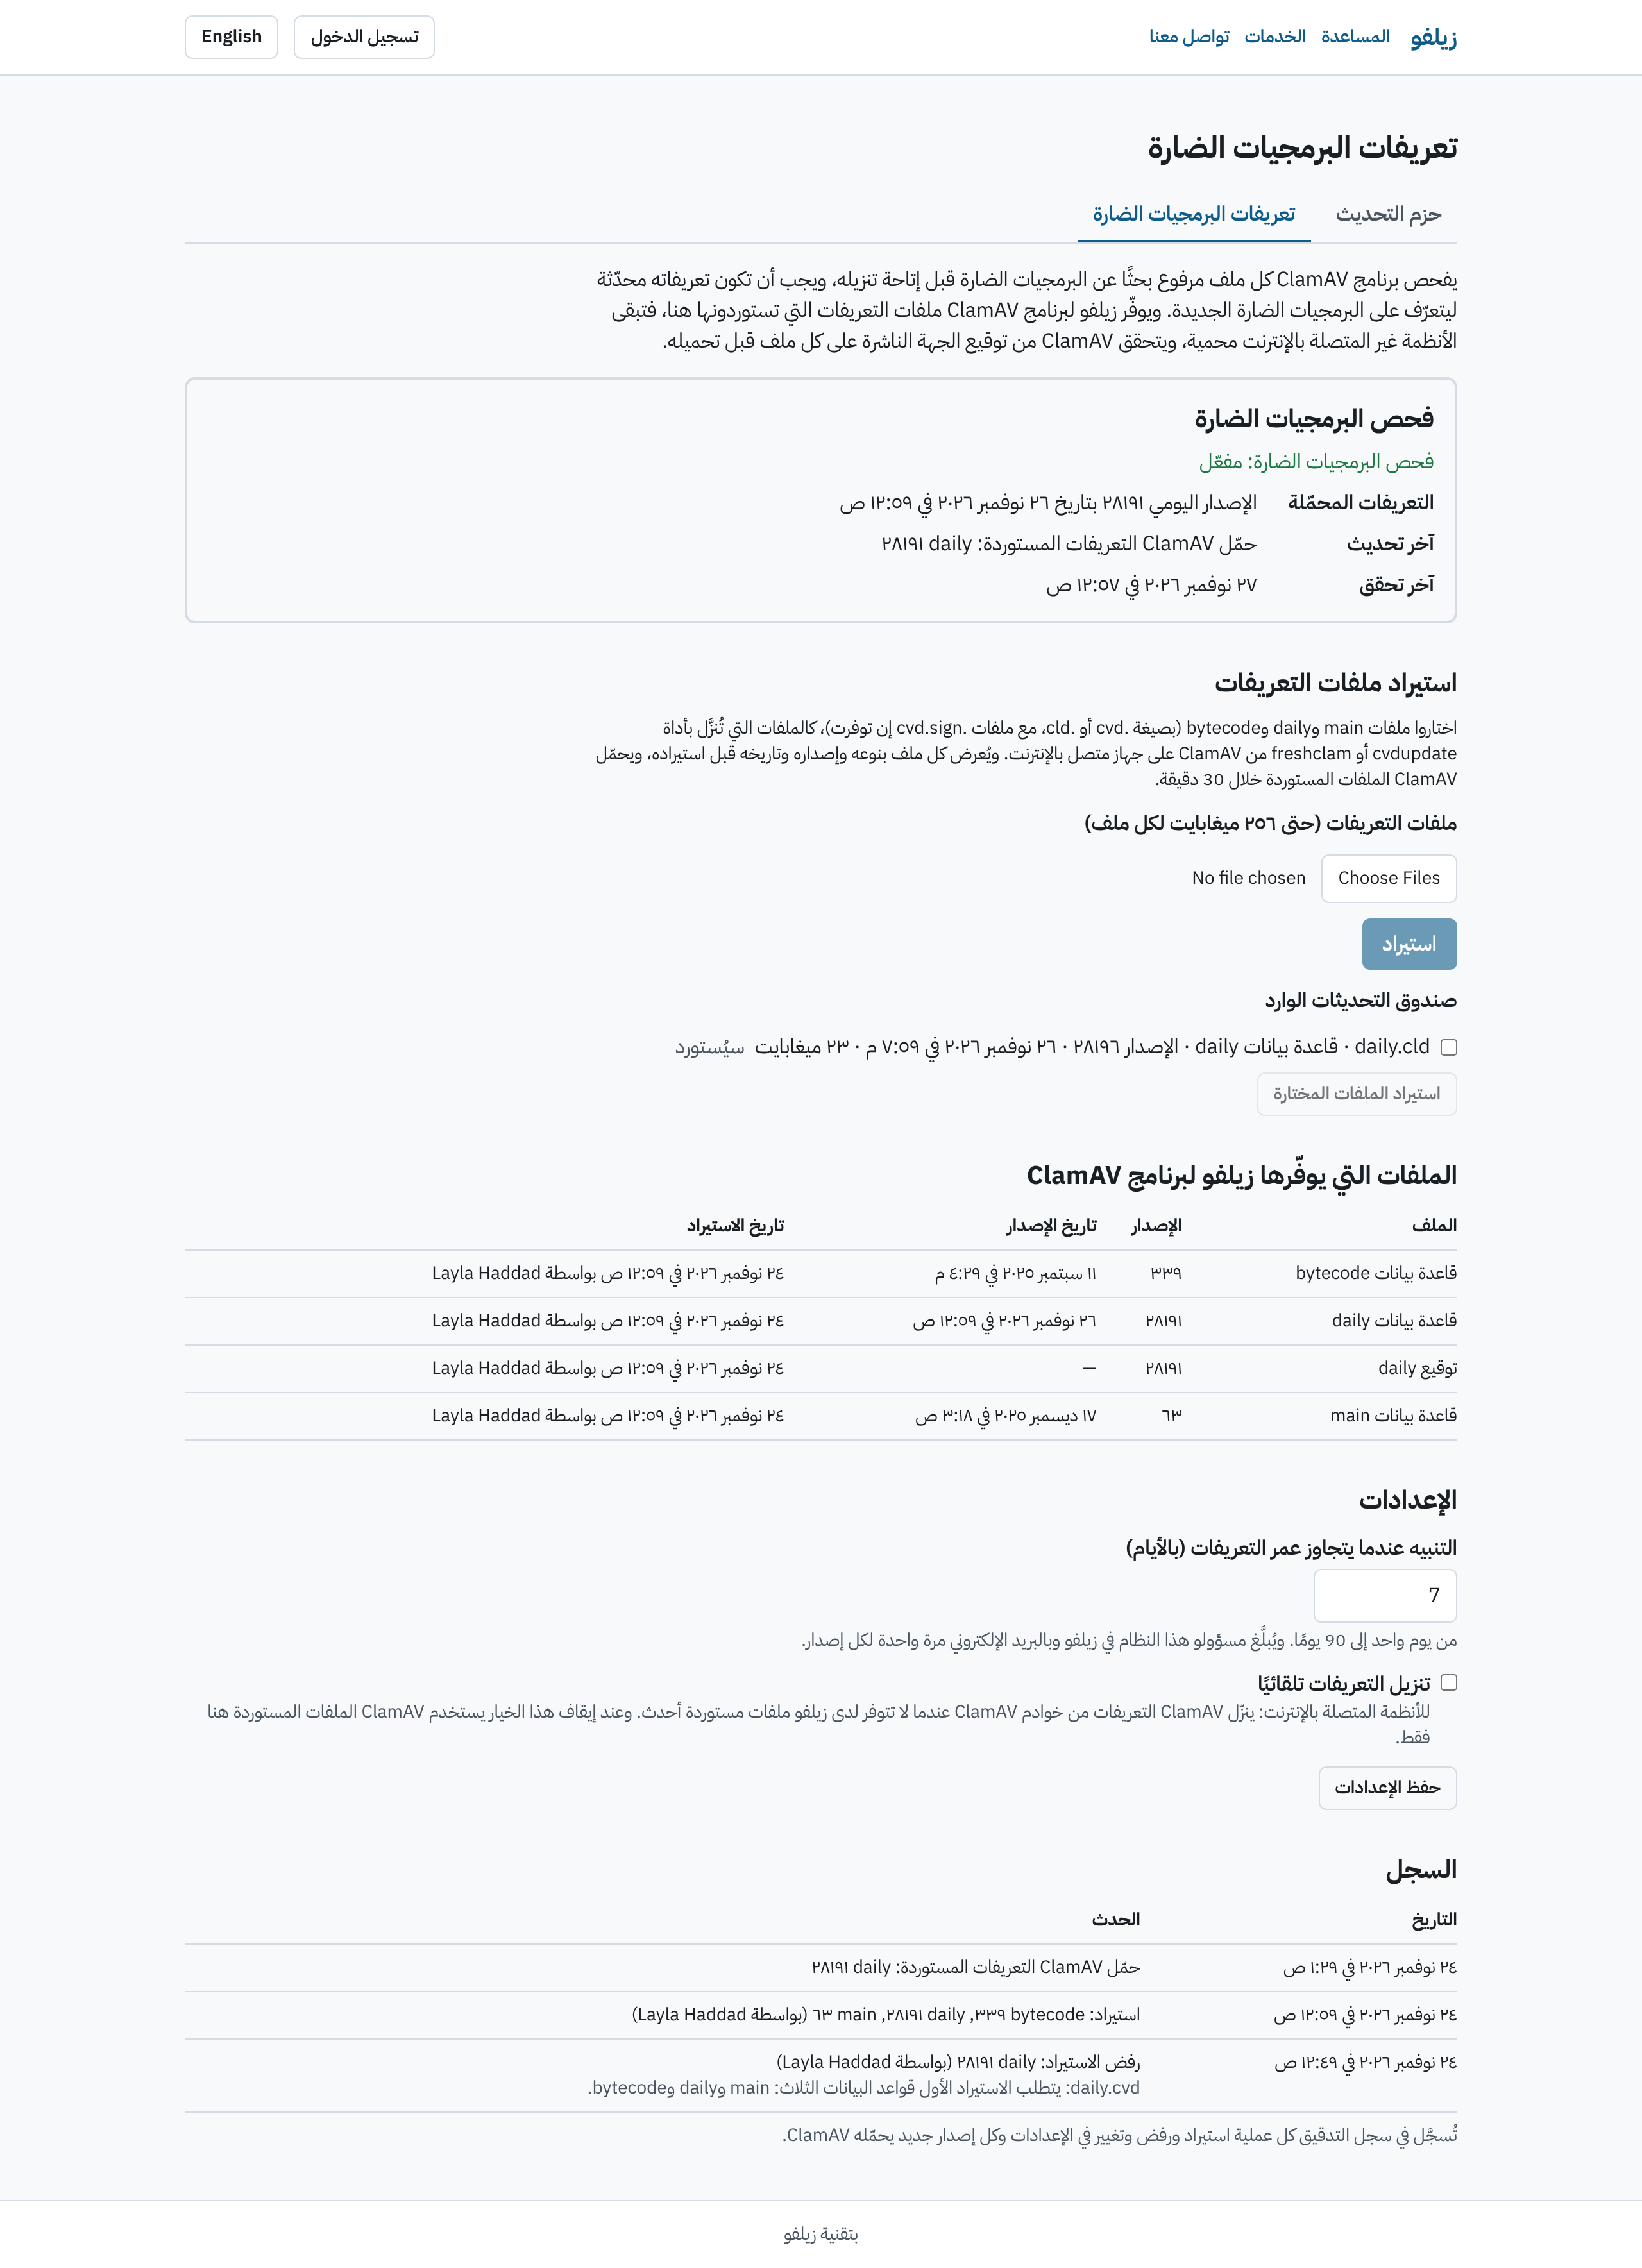 زيلفو
المساعدة
الخدمات
تواصل معنا
تسجيل الدخول
English
تعريفات البرمجيات الضارة
حزم التحديث
تعريفات البرمجيات الضارة
يفحص برنامج ClamAV كل ملف مرفوع بحثًا عن البرمجيات الضارة قبل إتاحة تنزيله، ويجب أن تكون تعريفاته محدّثة
ليتعرّف على البرمجيات الضارة الجديدة. ويوفّر زيلفو لبرنامج ClamAV ملفات التعريفات التي تستوردونها هنا، فتبقى
الأنظمة غير المتصلة بالإنترنت محمية، ويتحقق ClamAV من توقيع الجهة الناشرة على كل ملف قبل تحميله.
فحص البرمجيات الضارة
فحص البرمجيات الضارة: مفعّل
التعريفات المحمّلة الإصدار اليومي ٢٨١٩١ بتاريخ ٢٦ نوفمبر ٢٠٢٦ في ١٢:٥٩ ص
آخر تحديث حمّل ClamAV التعريفات المستوردة: daily ٢٨١٩١
آخر تحقق ٢٧ نوفمبر ٢٠٢٦ في ١٢:٥٧ ص
استيراد ملفات التعريفات
اختاروا ملفات main وdaily وbytecode (بصيغة .cvd أو .cld، مع ملفات .cvd.sign إن توفرت)، كالملفات التي تُنزَّل بأداة
cvdupdate أو freshclam من ClamAV على جهاز متصل بالإنترنت. ويُعرض كل ملف بنوعه وإصداره وتاريخه قبل استيراده، ويحمّل
ClamAV الملفات المستوردة خلال 30 دقيقة.
ملفات التعريفات (حتى ٢٥٦ ميغابايت لكل ملف)
Choose Files No file chosen
استيراد
صندوق التحديثات الوارد
daily.cld · قاعدة بيانات daily · الإصدار ٢٨١٩٦ · ٢٦ نوفمبر ٢٠٢٦ في ٧:٥٩ م · ٢٣ ميغابايت سيُستورد
استيراد الملفات المختارة
الملفات التي يوفّرها زيلفو لبرنامج ClamAV
الملف الإصدار تاريخ الإصدار تاريخ الاستيراد
قاعدة بيانات bytecode ٣٣٩ ١١ سبتمبر ٢٠٢٥ في ٤:٢٩ م ٢٤ نوفمبر ٢٠٢٦ في ١٢:٥٩ ص بواسطة Layla Haddad
قاعدة بيانات daily ٢٨١٩١ ٢٦ نوفمبر ٢٠٢٦ في ١٢:٥٩ ص ٢٤ نوفمبر ٢٠٢٦ في ١٢:٥٩ ص بواسطة Layla Haddad
توقيع daily ٢٨١٩١ — ٢٤ نوفمبر ٢٠٢٦ في ١٢:٥٩ ص بواسطة Layla Haddad
قاعدة بيانات main ٦٣ ١٧ ديسمبر ٢٠٢٥ في ٣:١٨ ص ٢٤ نوفمبر ٢٠٢٦ في ١٢:٥٩ ص بواسطة Layla Haddad
الإعدادات
التنبيه عندما يتجاوز عمر التعريفات (بالأيام)
7
من يوم واحد إلى 90 يومًا. ويُبلَّغ مسؤولو هذا النظام في زيلفو وبالبريد الإلكتروني مرة واحدة لكل إصدار.
تنزيل التعريفات تلقائيًا
للأنظمة المتصلة بالإنترنت: ينزّل ClamAV التعريفات من خوادم ClamAV عندما لا تتوفر لدى زيلفو ملفات مستوردة أحدث. وعند إيقاف هذا الخيار يستخدم ClamAV الملفات المستوردة هنا
فقط.
حفظ الإعدادات
السجل
التاريخ الحدث
٢٤ نوفمبر ٢٠٢٦ في ١:٢٩ ص حمّل ClamAV التعريفات المستوردة: daily ٢٨١٩١
٢٤ نوفمبر ٢٠٢٦ في ١٢:٥٩ ص استيراد: bytecode ٣٣٩, daily ٢٨١٩١, main ٦٣ (بواسطة Layla Haddad)
٢٤ نوفمبر ٢٠٢٦ في ١٢:٤٩ ص رفض الاستيراد: daily ٢٨١٩١ (بواسطة Layla Haddad)
daily.cvd: يتطلب الاستيراد الأول قواعد البيانات الثلاث: main وdaily وbytecode.
تُسجَّل في سجل التدقيق كل عملية استيراد ورفض وتغيير في الإعدادات وكل إصدار جديد يحمّله ClamAV.
بتقنية زيلفو